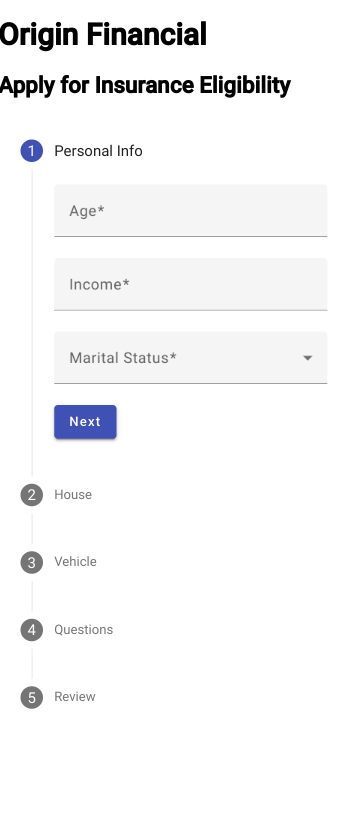 Origin Financial
Apply for Insurance Eligibility
1 Personal Info
Age*
Income*
Marital Status*
Next
2 House
3 Vehicle
4 Questions
5 Review